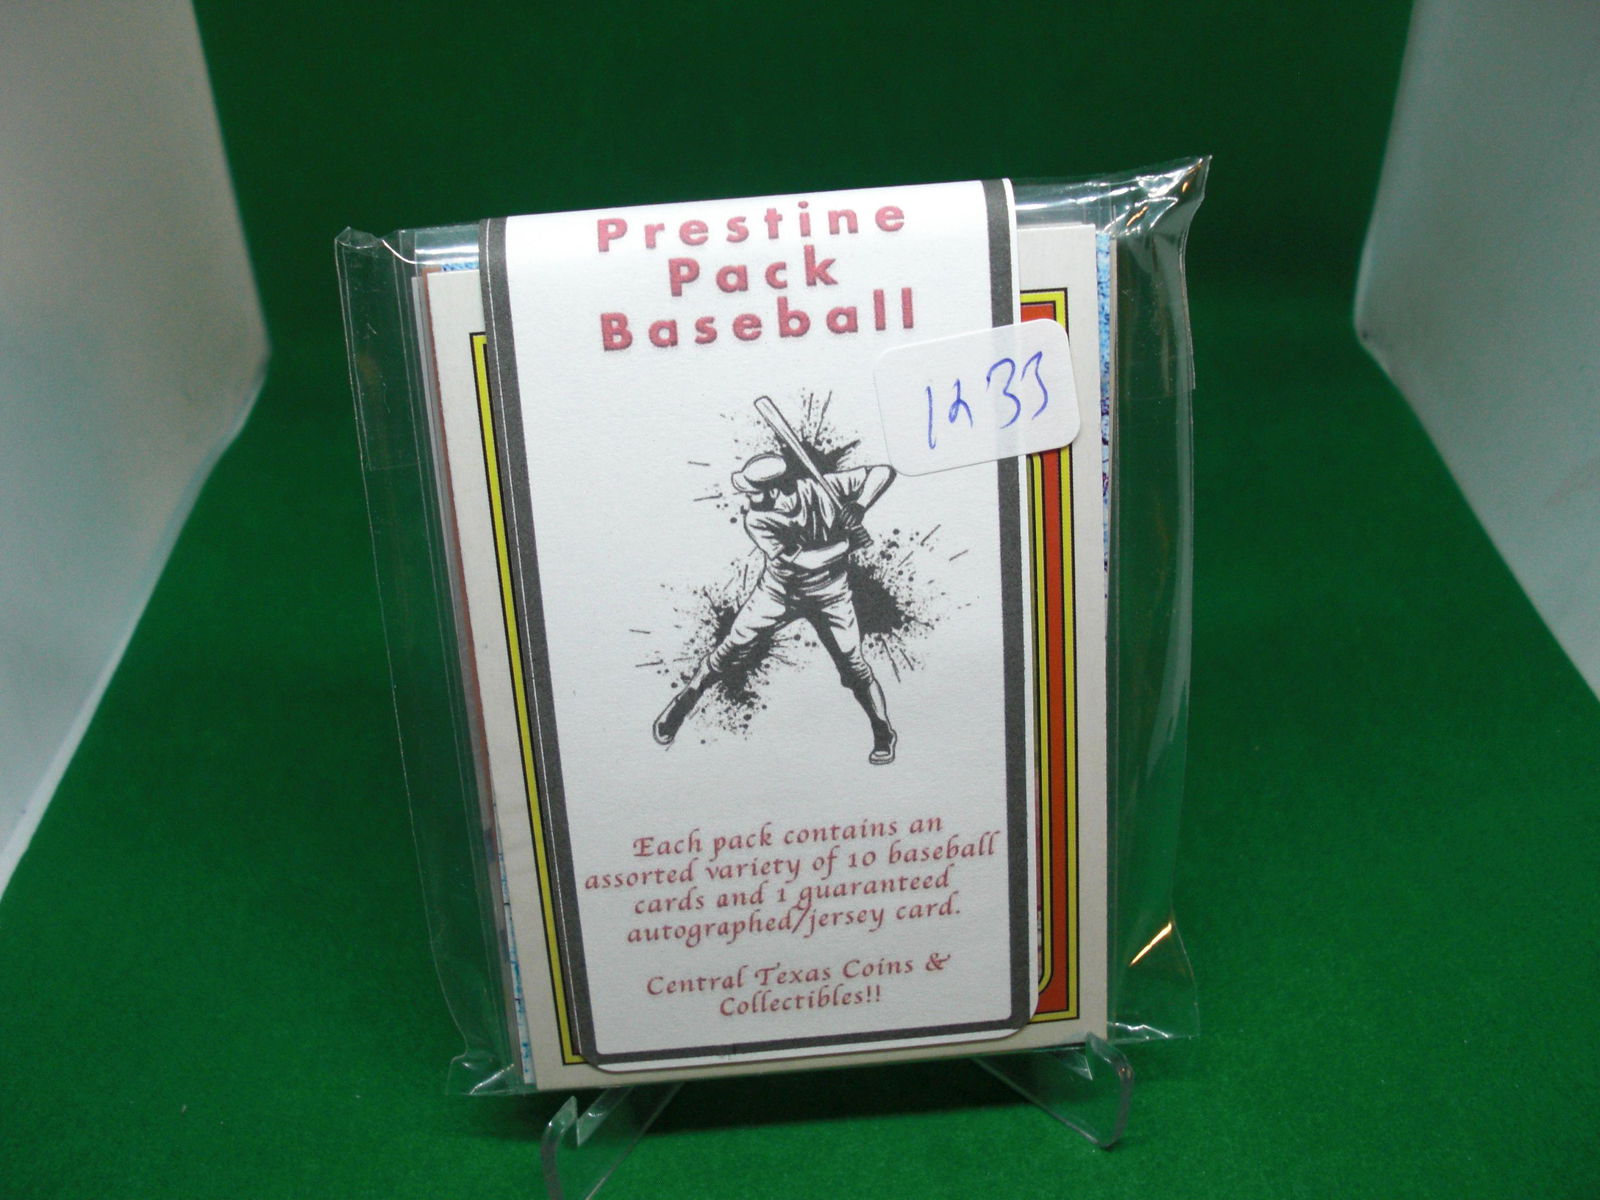 Prestine
Pack
Baseball
1233
Each pack contains an
assorted variety of 10 baseball
cards and 1 guaranteed
autographed/jersey card.
Central Texas Coins &
Collectibles!!